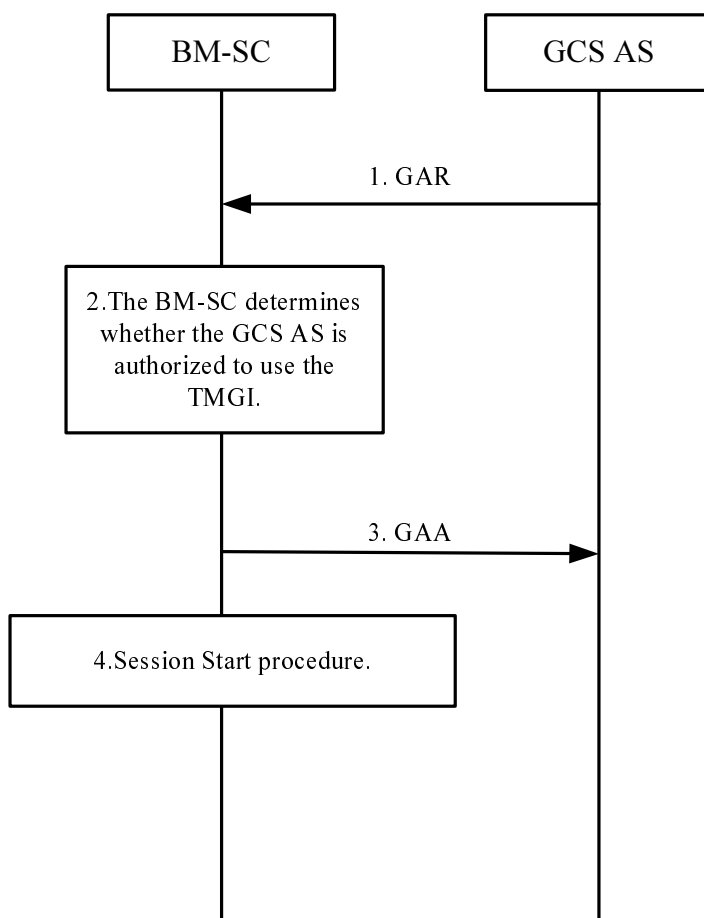 BM-SC
GCS AS
1. GAR
2.The BM-SC determines
whether the GCS AS is
authorized to use the
TMGI.
3. GAA
4.Session Start procedure.